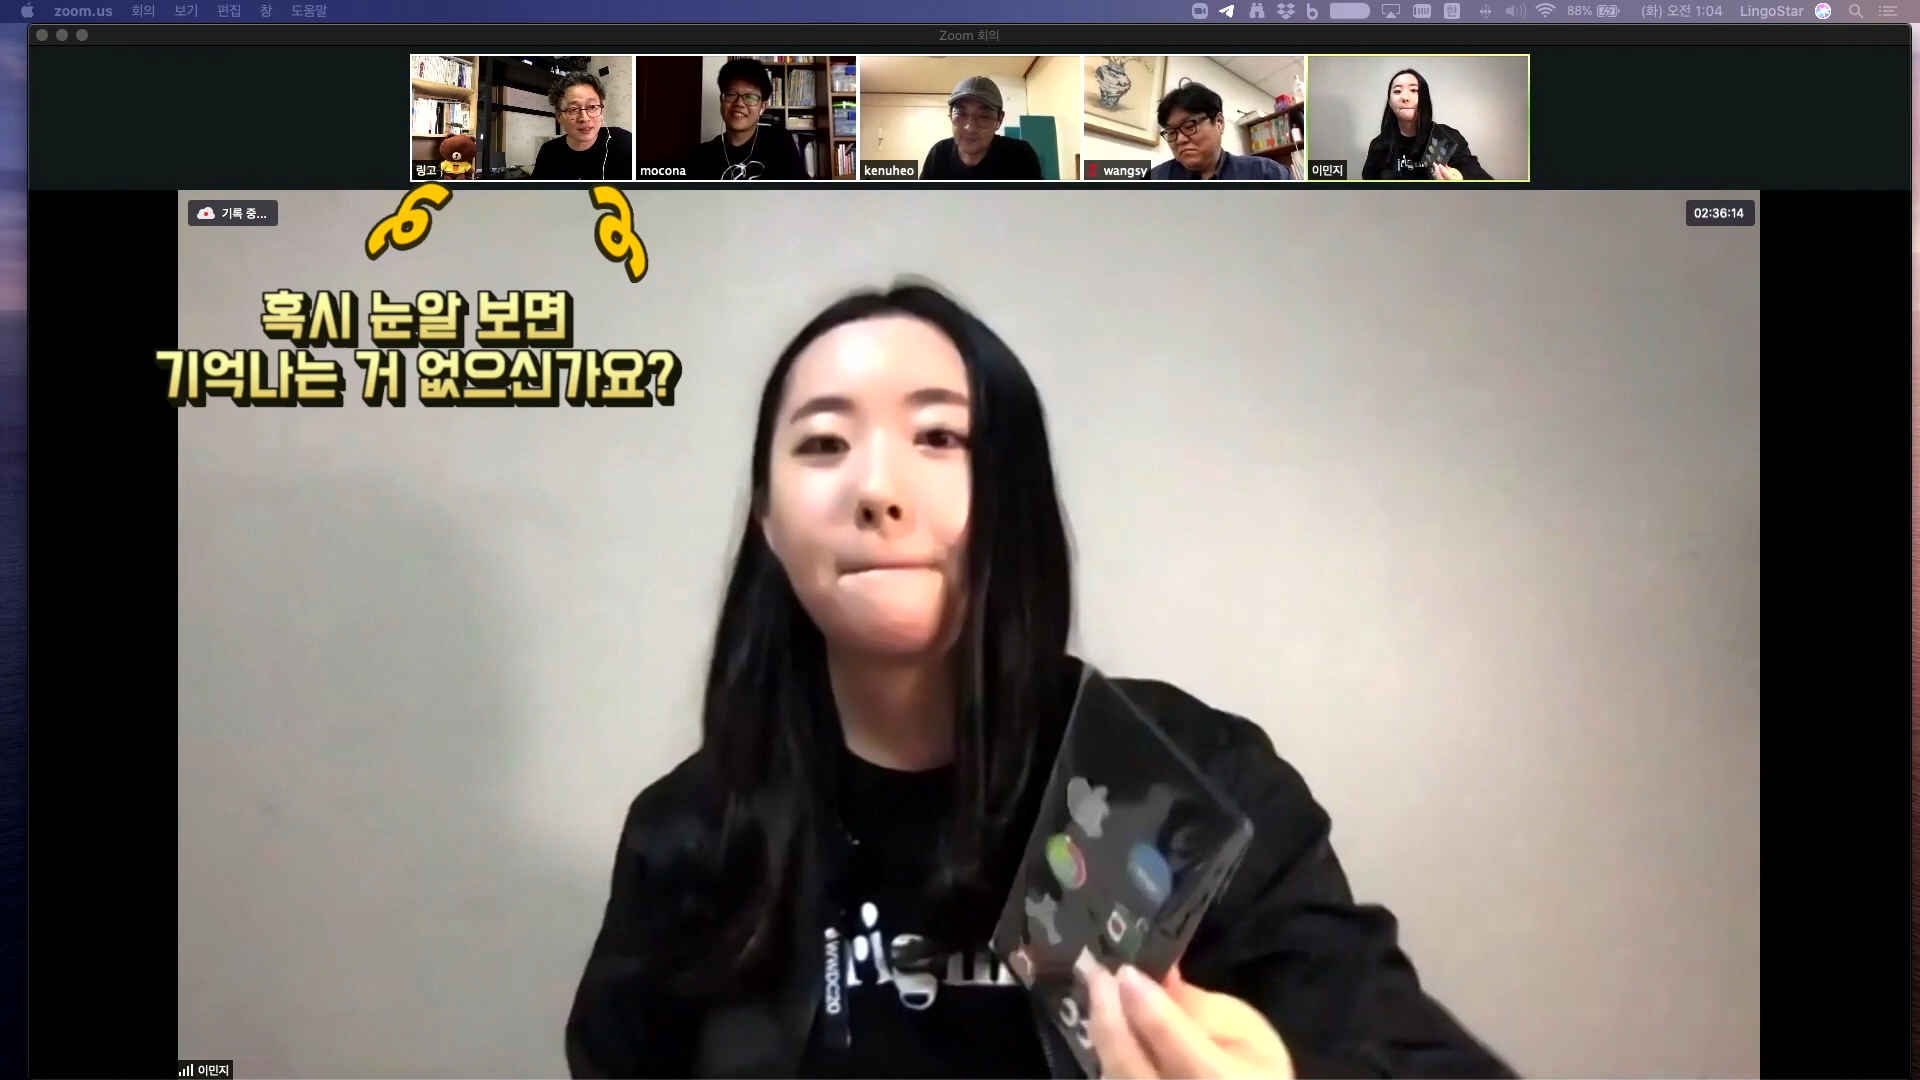 zoom.us 회의 보기 편집 창 도움말
88% (화) 오전 1:04 LingoStar
Zoom 회의
링고
mocona
kenuheo
wangsy
이민지
기록 중...
02:36:14
혹시 눈알 보면
기억나는 거 없으신가요?
WWDC20
이민지